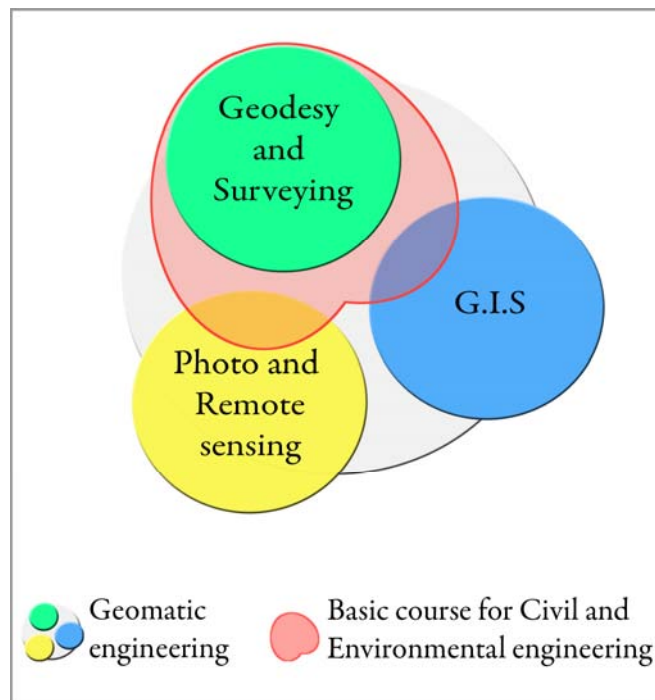 Geodesy
and
Surveying
G.I.S
Photo and
Remote
sensing
Geomatic
engineering
Basic course for Civil and
Environmental engineering